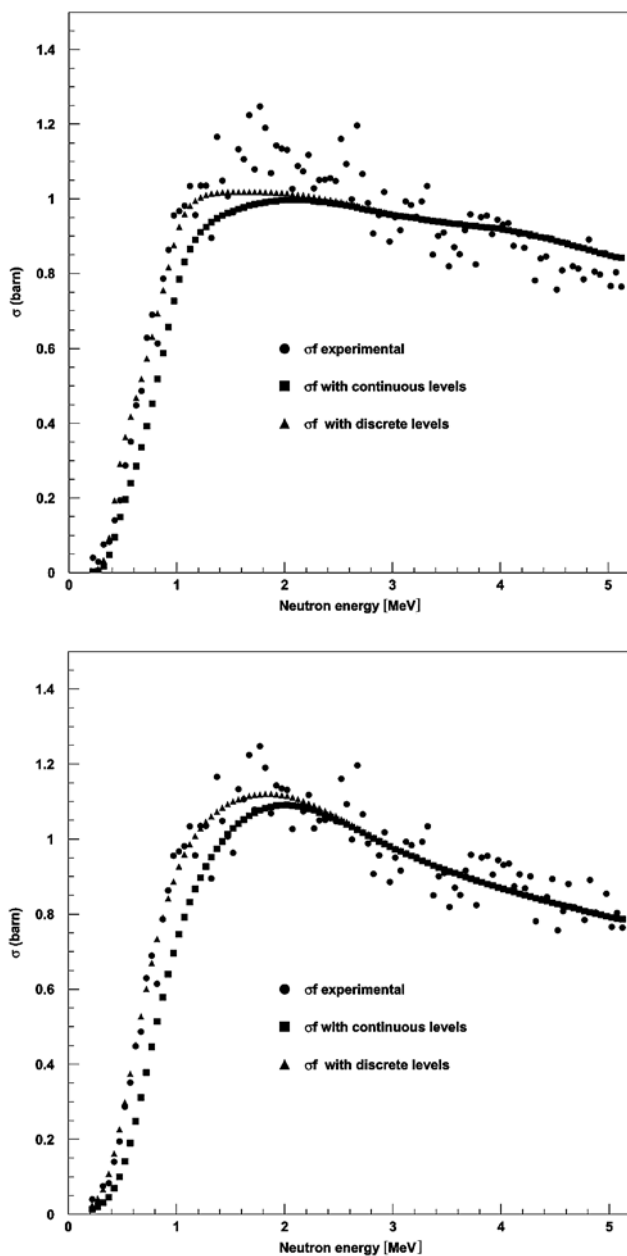 1.4
1.2
1
0.8
0.6
0.4
0.2
0
σ (barn)
σf experimental
σf with continuous levels
σf with discrete levels
0 1 2 3 4 5
Neutron energy [MeV]
1.4
1.2
1
0.8
0.6
0.4
0.2
0
σ (barn)
σf experimental
σf with continuous levels
σf with discrete levels
0 1 2 3 4 5
Neutron energy [MeV]